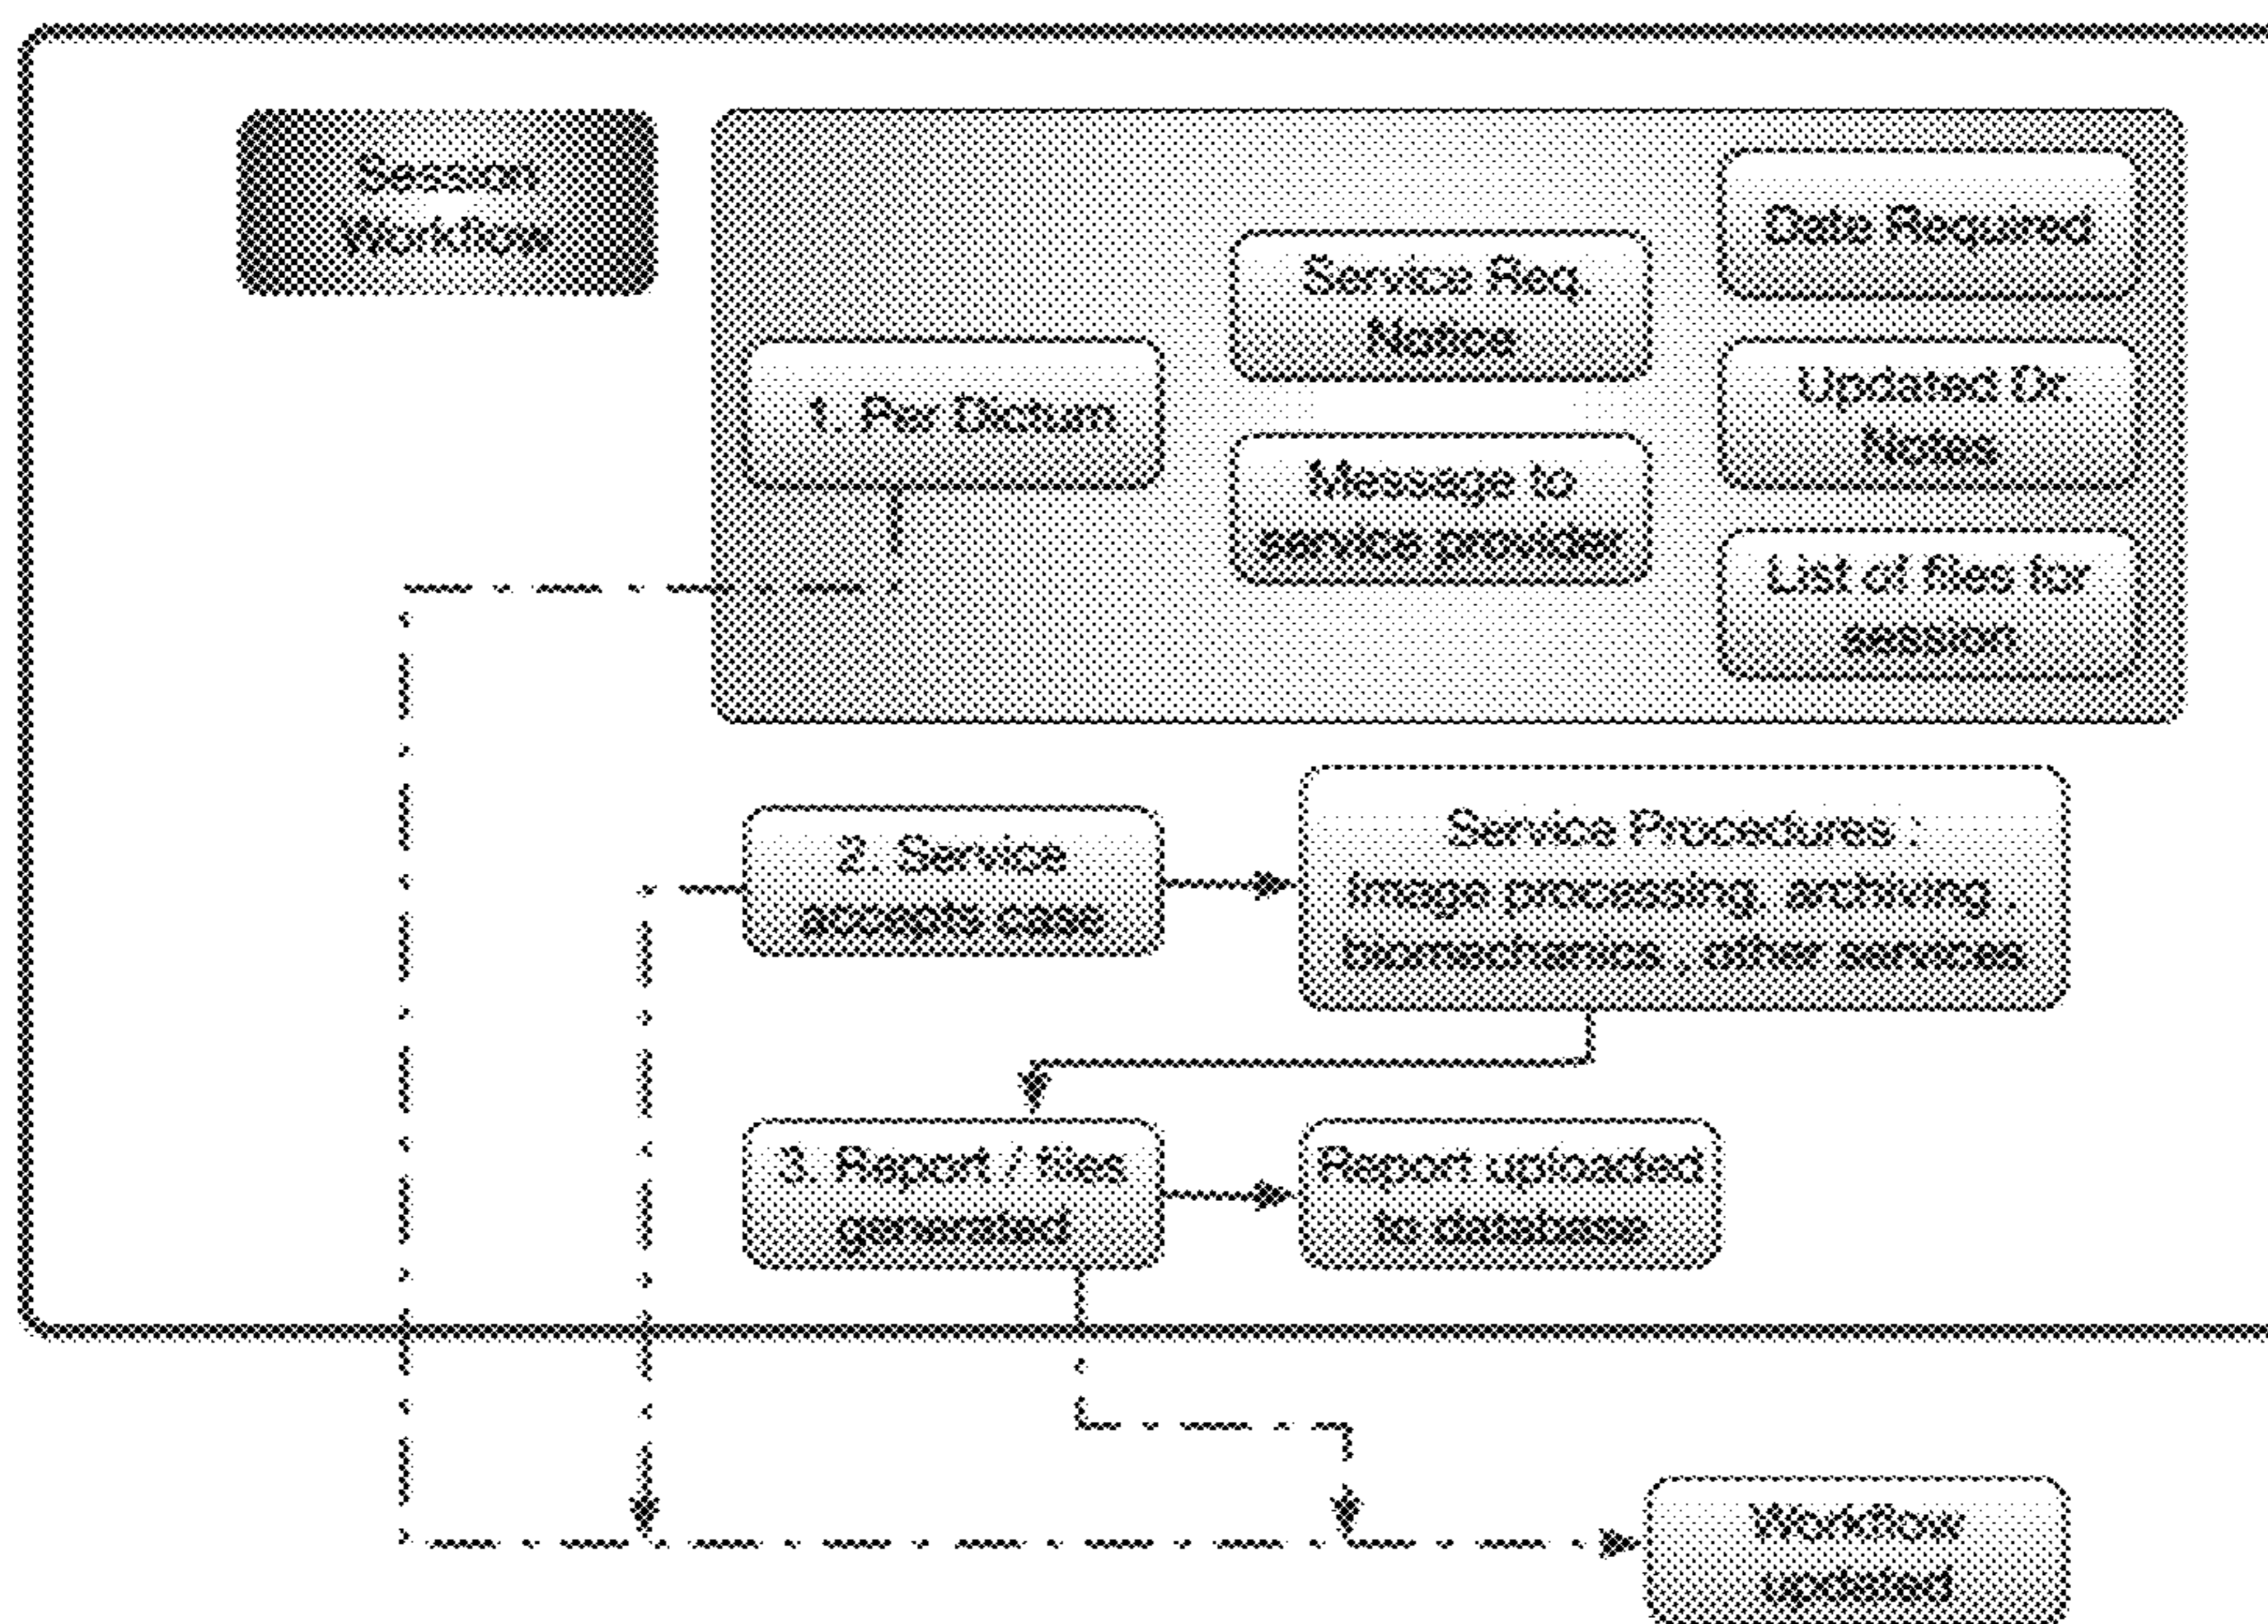 Session
Workflow
1. Per Dictum
Service Req.
Notice
Message to
service provider
Date Required
Updated Dr.
Notes
List of files for
session
2. Service
accepts case
Service Procedures :
image processing, archiving,
biomechanics, other services
3. Report / files
generated
Report uploaded
to database
Workflow
updated